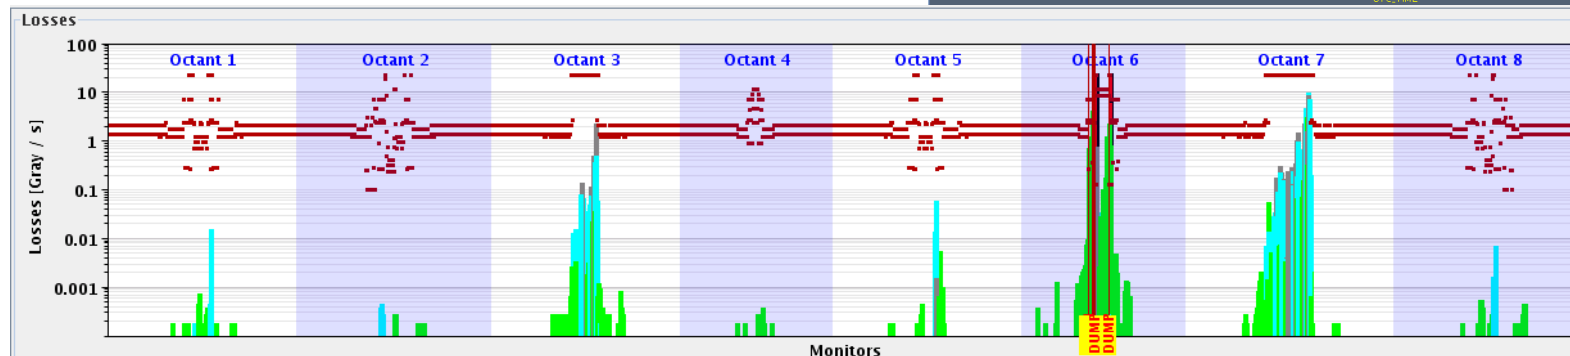 Losses
Losses [Gray / s]
100
10
1
0.1
0.01
0.001
Octant 1
Octant 2
Octant 3
Octant 4
Octant 5
Octant 6
Octant 7
Octant 8
DUMP
DUMP
Monitors